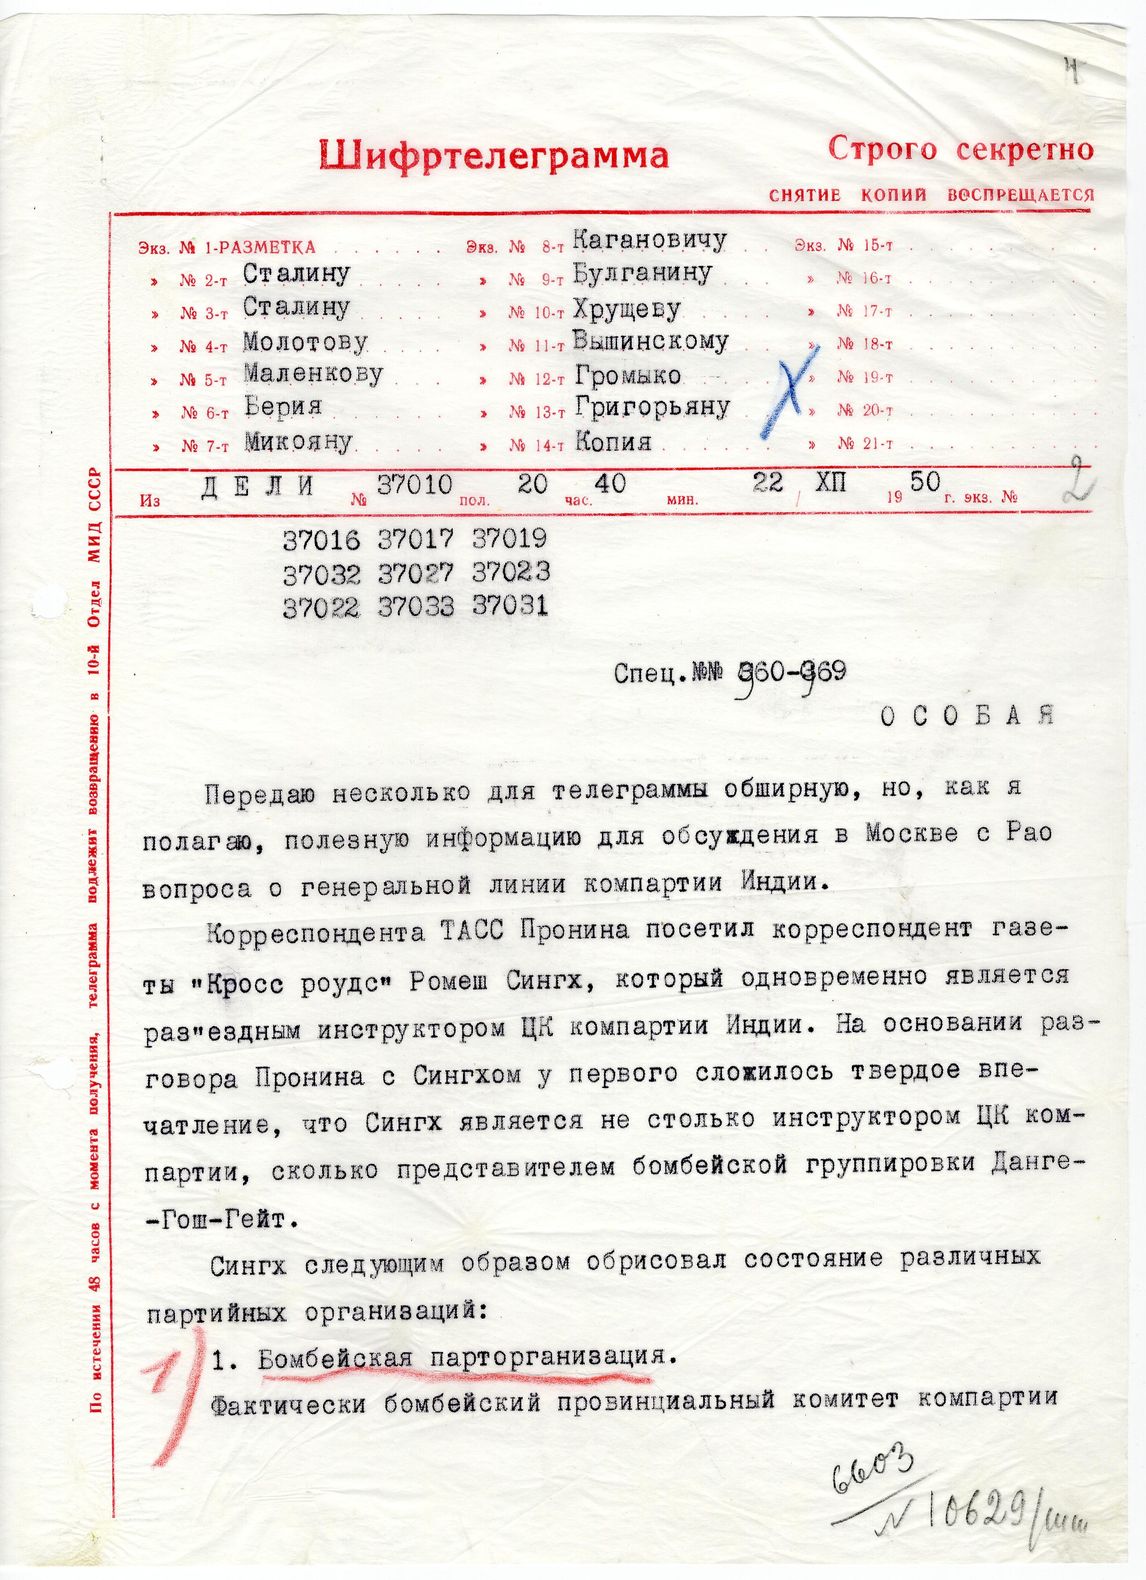 4
Шифртелеграмма
Строго секретно
СНЯТИЕ КОПИЙ ВОСПРЕЩАЕТСЯ
Экз. № 1-РАЗМЕТКА
Экз. № 8-т Кагановичу
Экз. № 15-т
» № 2-т Сталину
» № 9-т Булганину
» № 16-т
» № 3-т Сталину
» № 10-т Хрущеву
» № 17-т
» № 4-т Молотову
» № 11-т Вышинскому
» № 18-т
» № 5-т Маленкову
» № 12-т Громыко
» № 19-т
» № 6-т Берия
» № 13-т Григорьяну
» № 20-т
» № 7-т Микояну
» № 14-т Копия
» № 21-т
Из ДЕЛИ № 37010 пол. 20 час. 40 мин. 22 / ХП 19 50 г. экз. № 2
37016 37017 37019
37032 37027 37023
37022 37033 37031
Спец.№№ 960-969
ОСОБАЯ
Передаю несколько для телеграммы обширную, но, как я
полагаю, полезную информацию для обсуждения в Москве с Рао
вопроса о генеральной линии компартии Индии.
Корреспондента ТАСС Пронина посетил корреспондент газе-
ты "Кросс роудс" Ромеш Сингх, который одновременно является
раз"ездным инструктором ЦК компартии Индии. На основании раз-
говора Пронина с Сингхом у первого сложилось твердое впе-
чатление, что Сингх является не столько инструктором ЦК ком-
партии, сколько представителем бомбейской группировки Данге-
-Гош-Гейт.
Сингх следующим образом обрисовал состояние различных
партийных организаций:
1) 1. Бомбейская парторганизация.
Фактически бомбейский провинциальный комитет компартии
6603
N 10629/шт
По истечении 48 часов с момента получения, телеграмма подлежит возвращению в 10-й Отдел МИД СССР